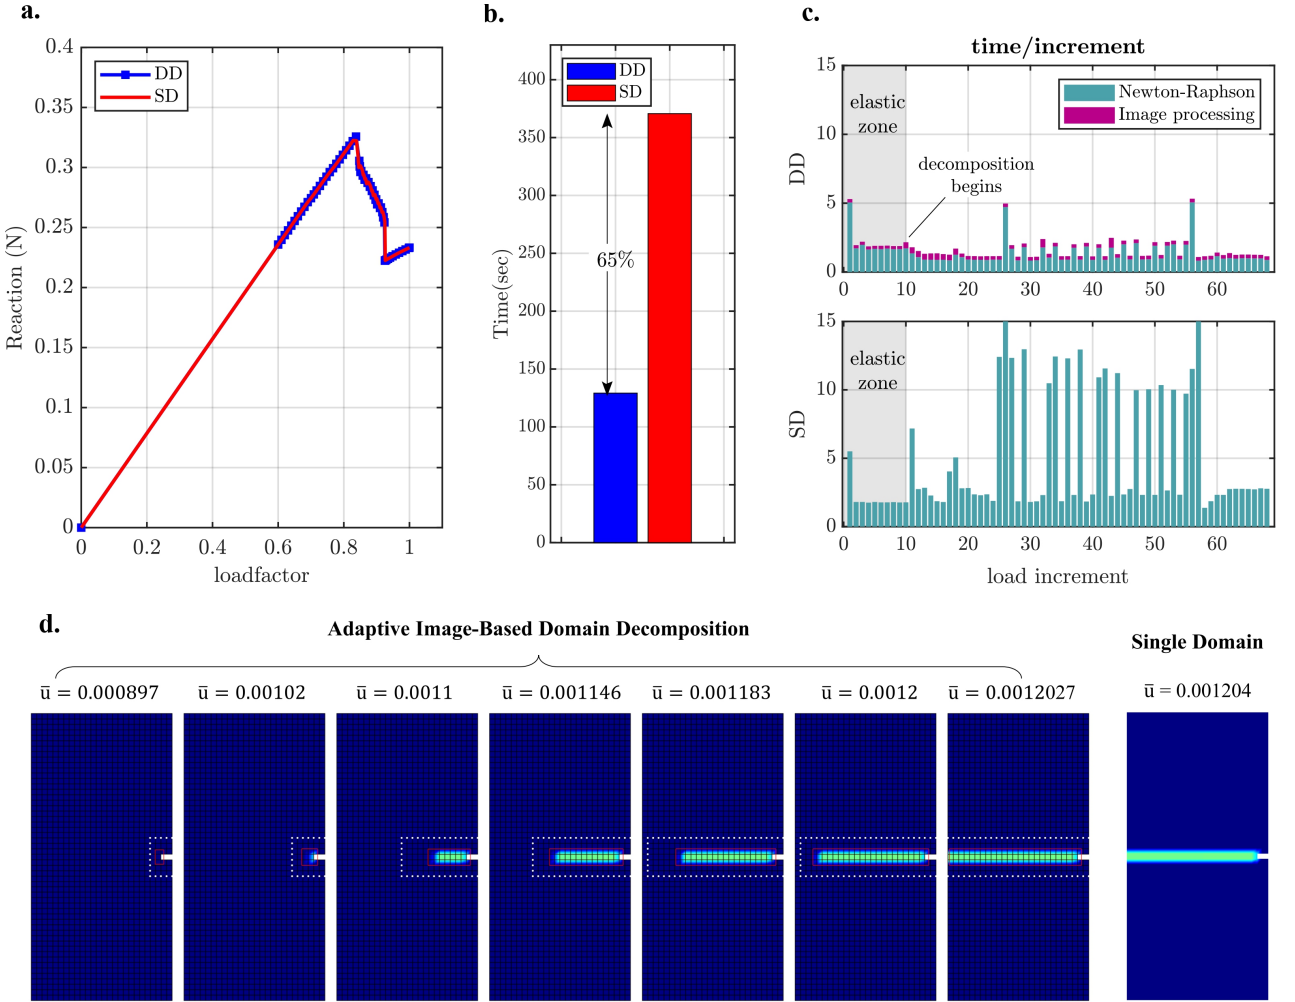 a.
0.4
0.35
0.3
0.25
0.2
0.15
0.1
0.05
0
DD
SD
Reaction (N)
0 0.2 0.4 0.6 0.8 1
loadfactor
b.
400
350
300
250
200
150
100
50
0
DD
SD
65%
Time(sec)
c.
time/increment
15
10
5
0
DD
elastic
zone
decomposition
begins
Newton-Raphson
Image processing
0 10 20 30 40 50 60
15
10
5
0
SD
elastic
zone
0 10 20 30 40 50 60
load increment
d.
Adaptive Image-Based Domain Decomposition
Single Domain
u̅ = 0.000897 u̅ = 0.00102 u̅ = 0.0011 u̅ = 0.001146 u̅ = 0.001183 u̅ = 0.0012 u̅ = 0.0012027 u̅ = 0.001204